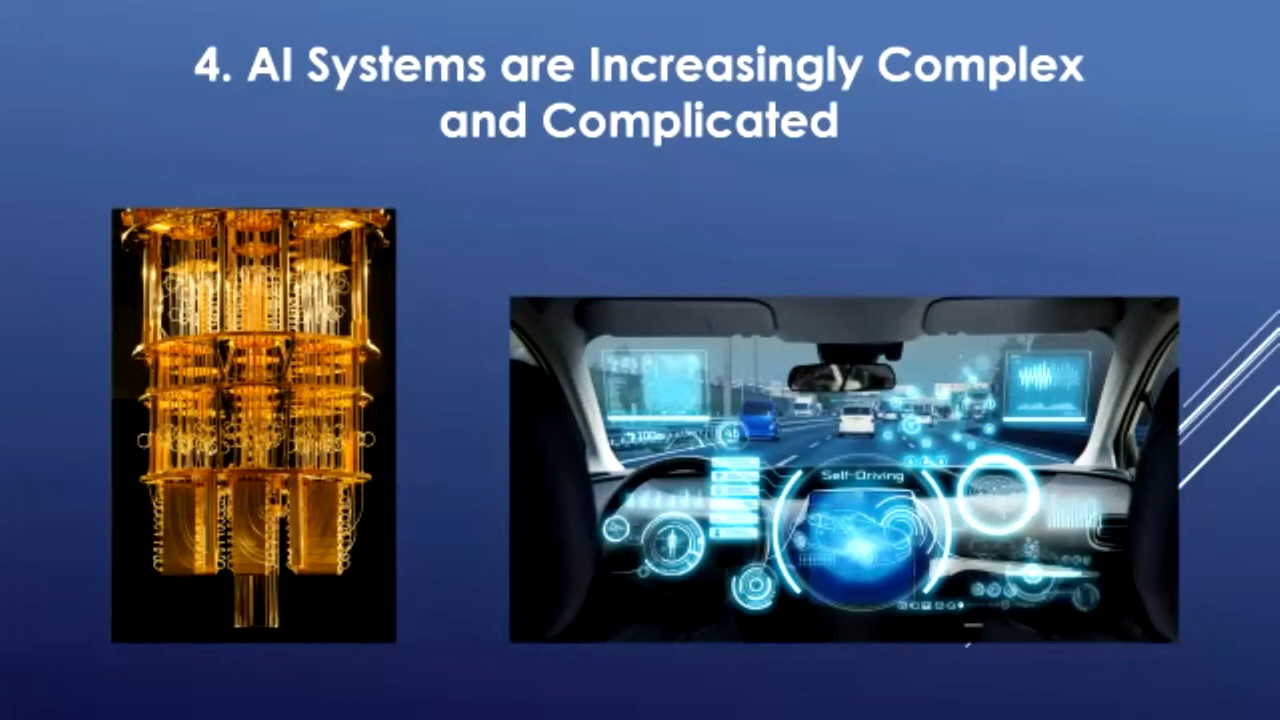 4. AI Systems are Increasingly Complex
and Complicated
Self-Driving